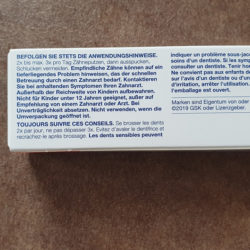 BEFOLGEN SIE STETS DIE ANWENDUNGSHINWEISE.
2x bis max. 3x pro Tag Zähneputzen, dann ausspucken,
Schlucken vermeiden. Empfindliche Zähne können auf ein
tieferliegendes Problem hinweisen, das der schnellen
Betreuung durch einen Zahnarzt bedarf. Kontaktieren
Sie bei anhaltenden Symptomen Ihren Zahnarzt.
Außerhalb der Reichweite von Kindern aufbewahren.
Nicht für Kinder unter 12 Jahren geeignet, außer auf
Empfehlung von einem Zahnarzt oder Arzt. Bei
Unverträglichkeit absetzen. Nicht verwenden, wenn die
Umverpackung geöffnet ist.
TOUJOURS SUIVRE CES CONSEILS. Se brosser les dents
2x par jour, ne pas dépasser 3x. Évitez d'avaler le dentifrice et
recrachez-le après brossage. Les dents sensibles peuvent
indiquer un problème sous-jac
soins d'un dentiste. Si les sym
consulter un dentiste. Tenir hor
Ne convient pas aux enfants de
sur l'avis d'un dentiste ou d'un
d'irritation, arrêter l'utilisation.
l'emballage est ouvert.
Marken sind Eigentum von oder
©2019 GSK oder Lizenzgeber.